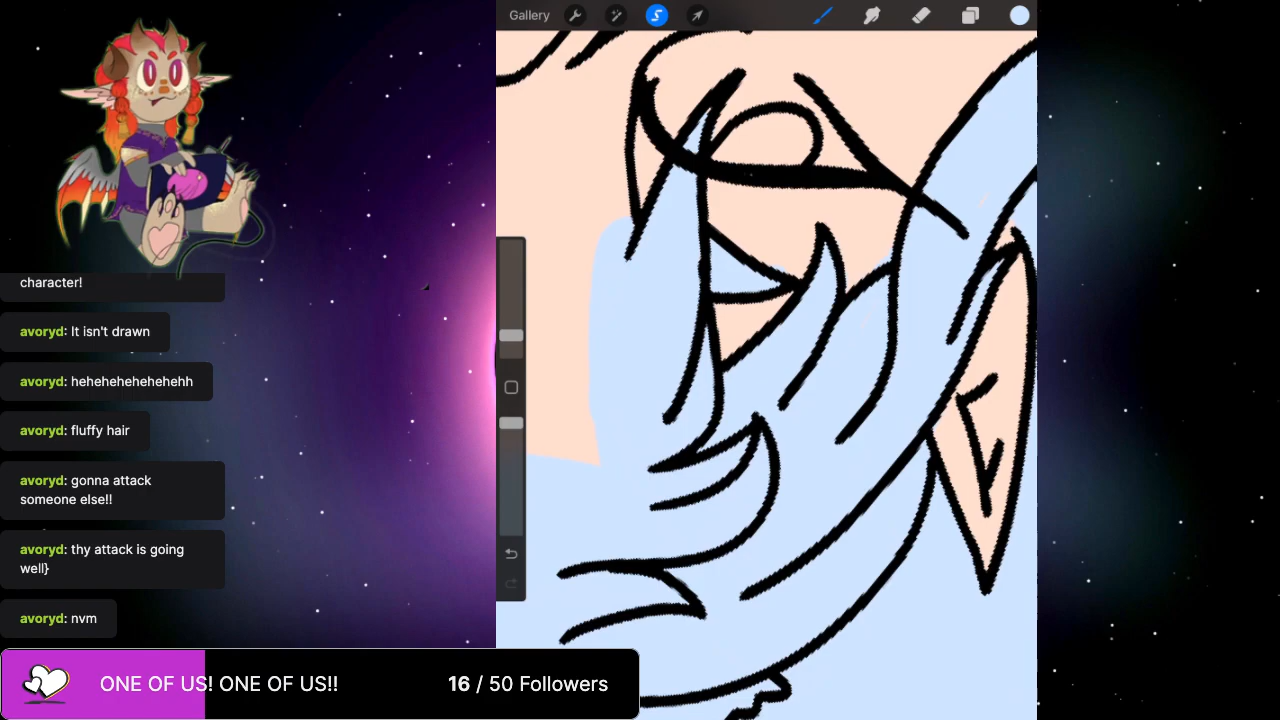 Gallery
character!
avoryd: It isn't drawn
avoryd: hehehehehehehehh
avoryd: fluffy hair
avoryd: gonna attack
someone else!!
avoryd: thy attack is going
well}
avoryd: nvm
ONE OF US! ONE OF US!!
16 / 50 Followers